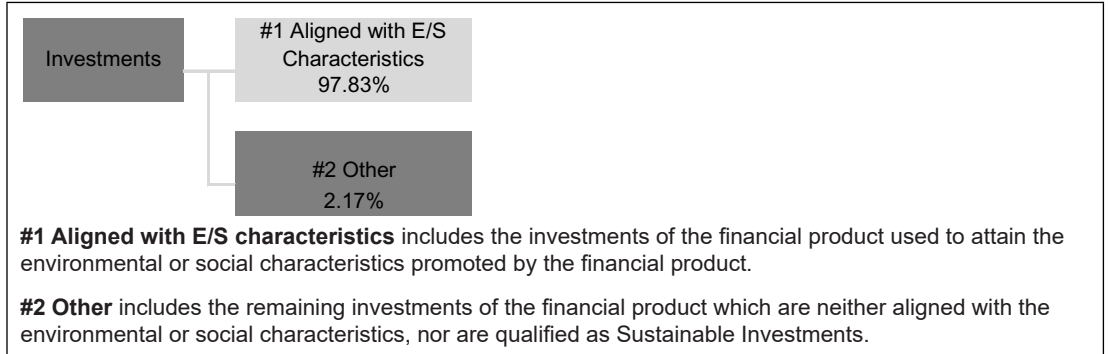 Investments
#1 Aligned with E/S
Characteristics
97.83%
#2 Other
2.17%
#1 Aligned with E/S characteristics includes the investments of the financial product used to attain the
environmental or social characteristics promoted by the financial product.
#2 Other includes the remaining investments of the financial product which are neither aligned with the
environmental or social characteristics, nor are qualified as Sustainable Investments.